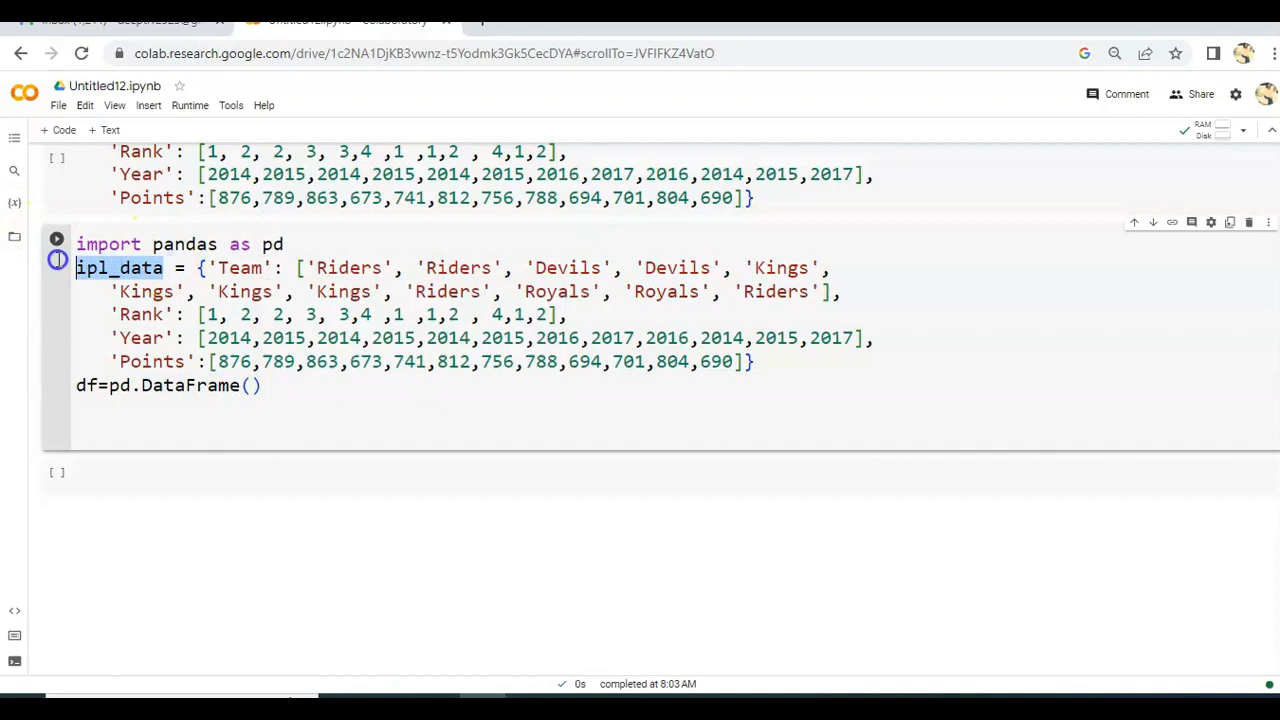 colab.research.google.com/drive/1c2NA1DjKB3vwnz-t5Yodmk3Gk5CecDYA#scrollTo=JVFIFKZ4VatO
Untitled12.ipynb
Comment
Share
File Edit View Insert Runtime Tools Help
+ Code + Text
RAM
Disk
[ ]
'Rank': [1, 2, 2, 3, 3,4 ,1 ,1,2 , 4,1,2],
'Year': [2014,2015,2014,2015,2014,2015,2016,2017,2016,2014,2015,2017],
'Points':[876,789,863,673,741,812,756,788,694,701,804,690]}
import pandas as pd
ipl_data = {'Team': ['Riders', 'Riders', 'Devils', 'Devils', 'Kings',
'Kings', 'Kings', 'Kings', 'Riders', 'Royals', 'Royals', 'Riders'],
'Rank': [1, 2, 2, 3, 3,4 ,1 ,1,2 , 4,1,2],
'Year': [2014,2015,2014,2015,2014,2015,2016,2017,2016,2014,2015,2017],
'Points':[876,789,863,673,741,812,756,788,694,701,804,690]}
df=pd.DataFrame()
[ ]
0s completed at 8:03 AM